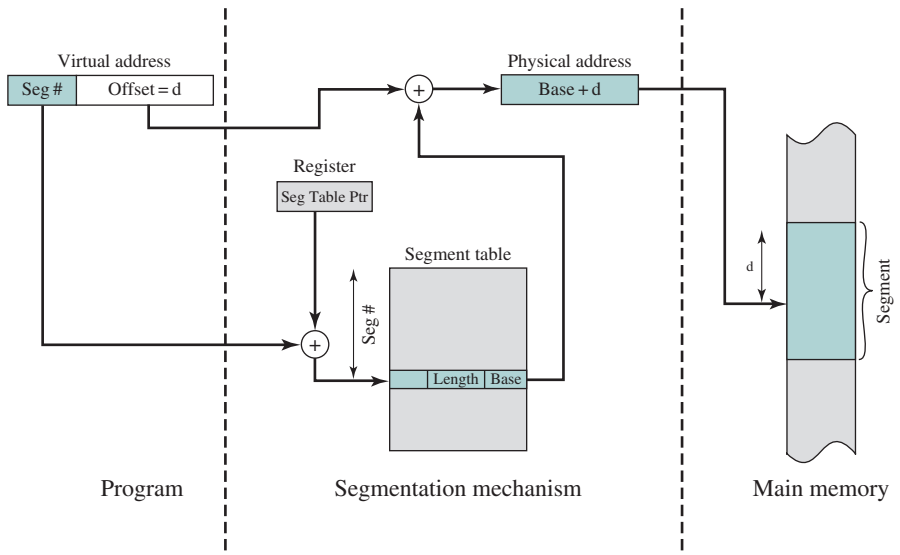 Virtual address
Seg # Offset = d
Physical address
Base + d
+
Register
Seg Table Ptr
Segment table
Seg #
+
Length Base
d
Segment
Program
Segmentation mechanism
Main memory